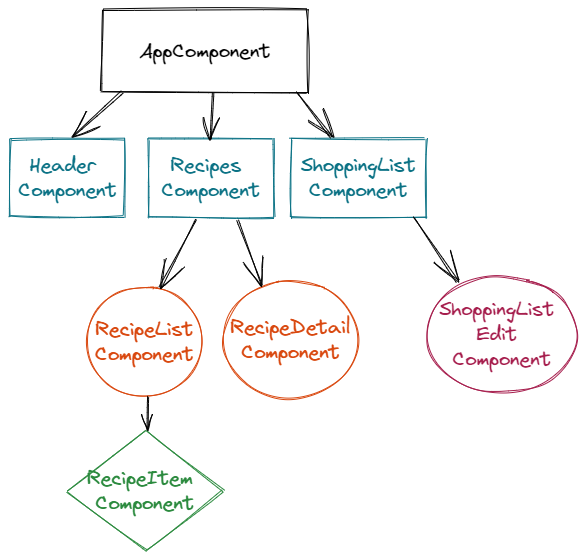 AppComponent
Header
Component
Recipes
Component
ShoppingList
Component
RecipeList
Component
RecipeDetail
Component
ShoppingList
Edit
Component
RecipeItem
Component